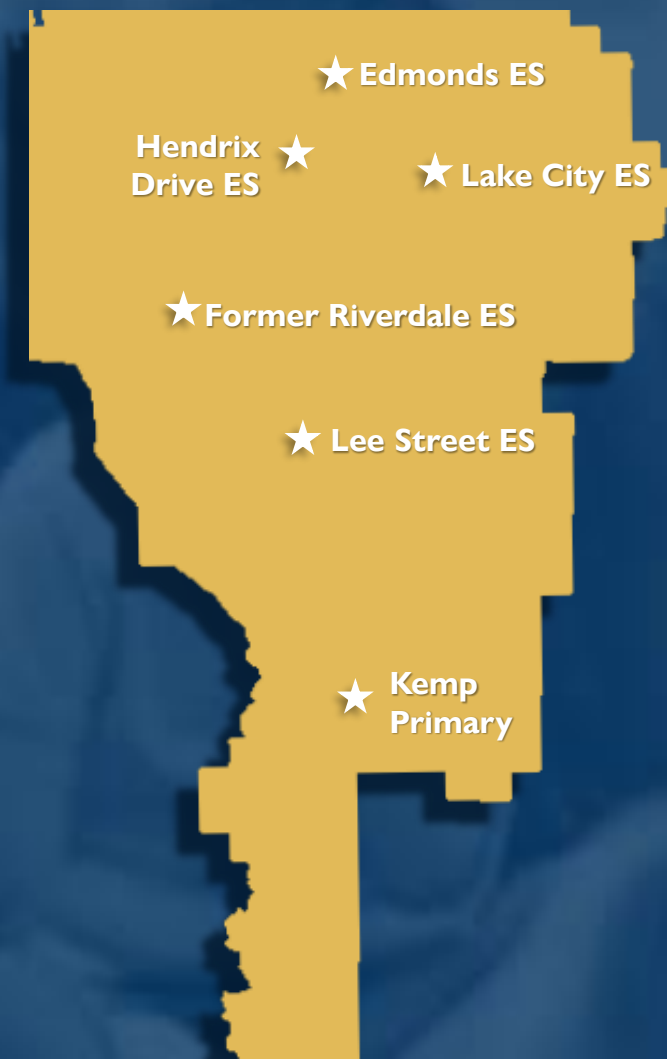 Edmonds ES
Hendrix
Drive ES
Lake City ES
Former Riverdale ES
Lee Street ES
Kemp
Primary